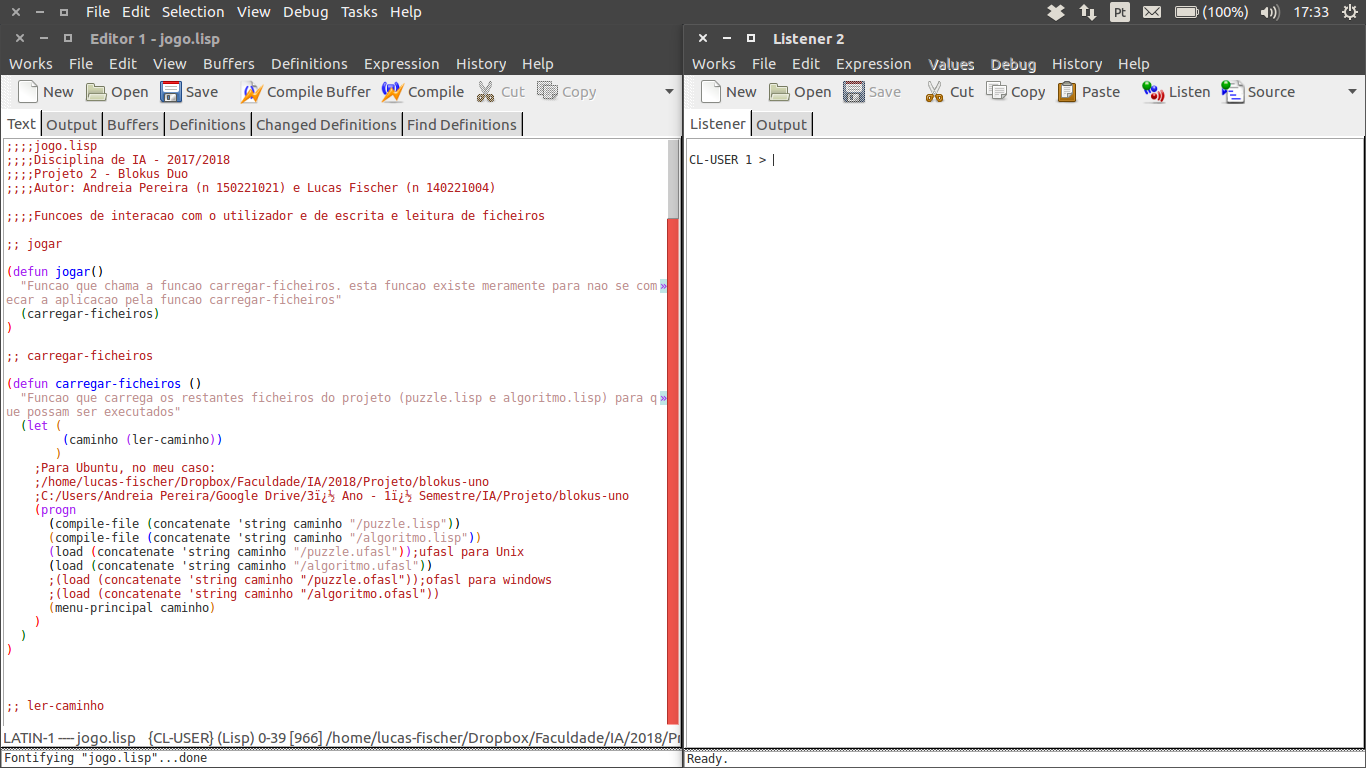 File Edit Selection View Debug Tasks Help Pt (100%) 17:33
Editor 1 - jogo.lisp
Works File Edit View Buffers Definitions Expression History Help
New Open Save Compile Buffer Compile Cut Copy
Text Output Buffers Definitions Changed Definitions Find Definitions
;;;;jogo.lisp
;;;;Disciplina de IA - 2017/2018
;;;;Projeto 2 - Blokus Duo
;;;;Autor: Andreia Pereira (n 150221021) e Lucas Fischer (n 140221004)
;;;;Funcoes de interacao com o utilizador e de escrita e leitura de ficheiros
;; jogar
(defun jogar()
"Funcao que chama a funcao carregar-ficheiros. esta funcao existe meramente para nao se com»
ecar a aplicacao pela funcao carregar-ficheiros"
(carregar-ficheiros)
)
;; carregar-ficheiros
(defun carregar-ficheiros ()
"Funcao que carrega os restantes ficheiros do projeto (puzzle.lisp e algoritmo.lisp) para q»
ue possam ser executados"
(let (
(caminho (ler-caminho))
)
;Para Ubuntu, no meu caso:
;/home/lucas-fischer/Dropbox/Faculdade/IA/2018/Projeto/blokus-uno
;C:/Users/Andreia Pereira/Google Drive/3ï¿½ Ano - 1ï¿½ Semestre/IA/Projeto/blokus-uno
(progn
(compile-file (concatenate 'string caminho "/puzzle.lisp"))
(compile-file (concatenate 'string caminho "/algoritmo.lisp"))
(load (concatenate 'string caminho "/puzzle.ufasl"));ufasl para Unix
(load (concatenate 'string caminho "/algoritmo.ufasl"))
;(load (concatenate 'string caminho "/puzzle.ofasl"));ofasl para windows
;(load (concatenate 'string caminho "/algoritmo.ofasl"))
(menu-principal caminho)
)
)
)
;; ler-caminho
LATIN-1 ---- jogo.lisp {CL-USER} (Lisp) 0-39 [966] /home/lucas-fischer/Dropbox/Faculdade/IA/2018/Pr
Fontifying "jogo.lisp"...done
Listener 2
Works File Edit Expression Values Debug History Help
New Open Save Cut Copy Paste Listen Source
Listener Output
CL-USER 1 >
Ready.